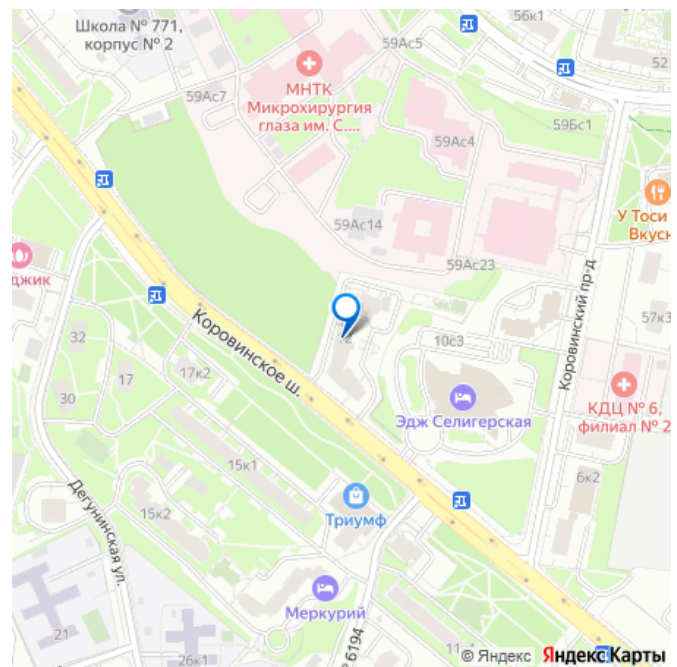 Школа № 771,
корпус № 2
56к1
59Ас5
52
59Ас7
МНТК
Микрохирургия
глаза им. С....
59Бс1
59Ас4
У Тоси
Вкусн
59Ас14
59Ас23
джик
Коровинский пр-д
Коровинское ш.
57к3
32
10с3
17к2
17
КДЦ № 6,
филиал № 2
30
Эдж Селигерская
15к1
6к2
Дегунинская ул.
15к2
Триумф
Меркурий
№ 6194
21
26к1
© Яндекс Яндекс Карты